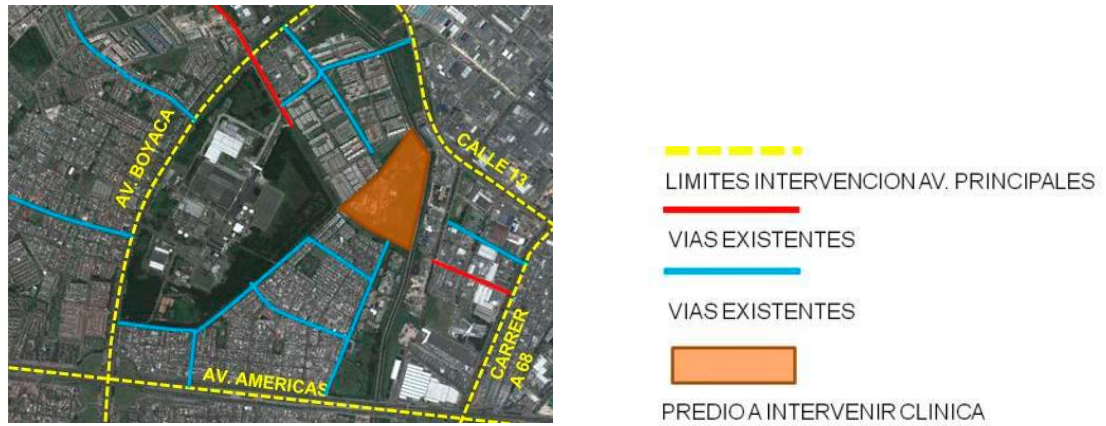 AV. BOYACA
CALLE 13
AV. AMERICAS
CARRER
A 68
LIMITES INTERVENCION AV. PRINCIPALES
VIAS EXISTENTES
VIAS EXISTENTES
PREDIO A INTERVENIR CLINICA